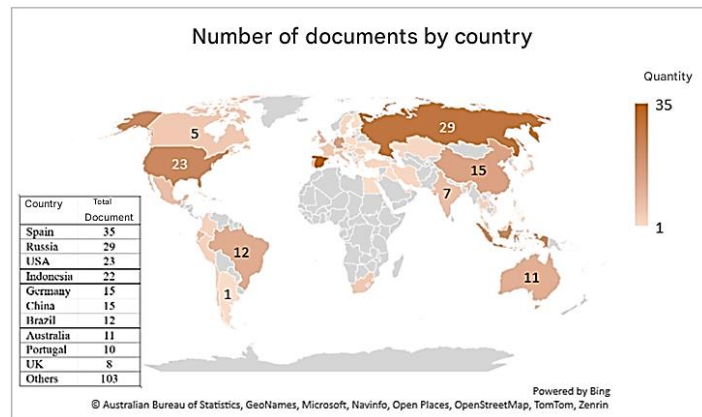 Number of documents by country
Quantity
35
1
5
29
23
15
7
12
11
1
Country Total Document
Spain 35
Russia 29
USA 23
Indonesia 22
Germany 15
China 15
Brazil 12
Australia 11
Portugal 10
UK 8
Others 103
Powered by Bing
© Australian Bureau of Statistics, GeoNames, Microsoft, Navinfo, Open Places, OpenStreetMap, TomTom, Zenrin